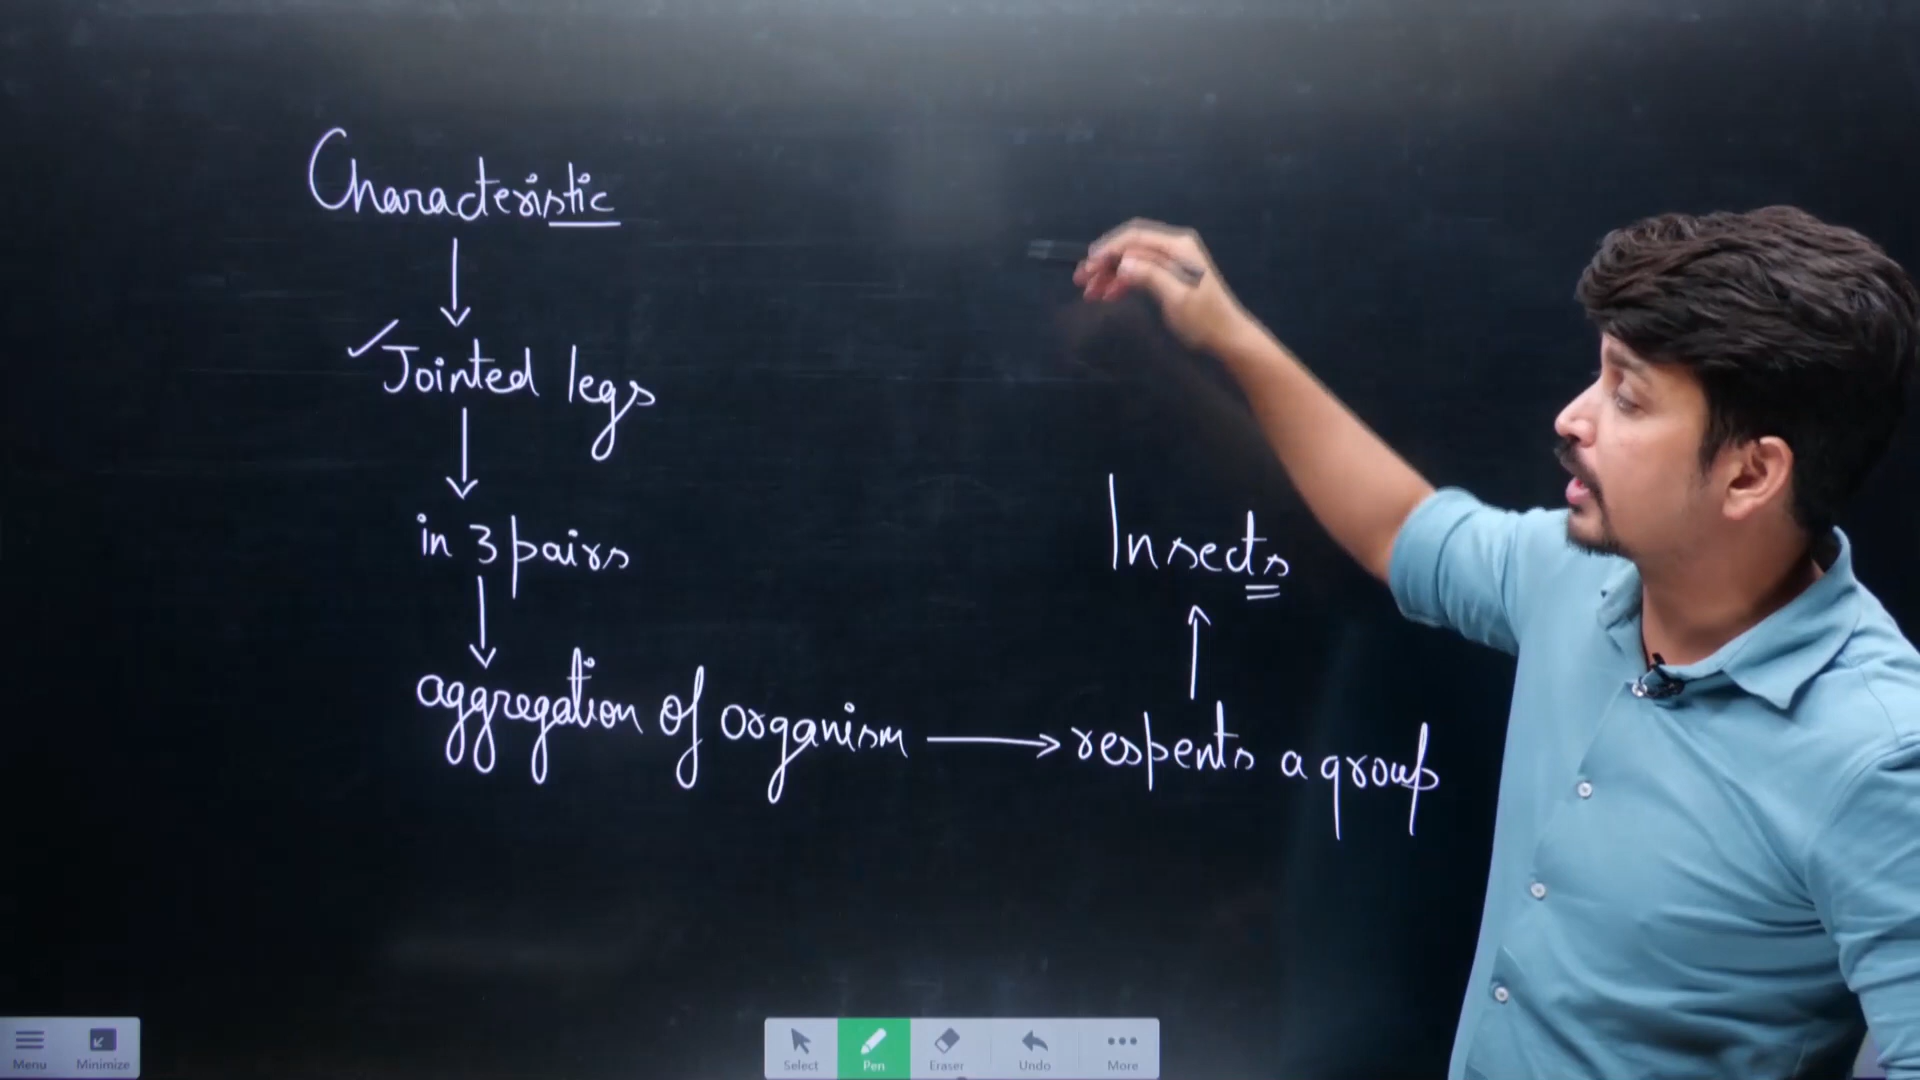 Characteristic
Jointed legs
in 3 pairs
Insects
aggregation of organism → respents a group
Menu
Minimize
Select
Pen
Eraser
Undo
More